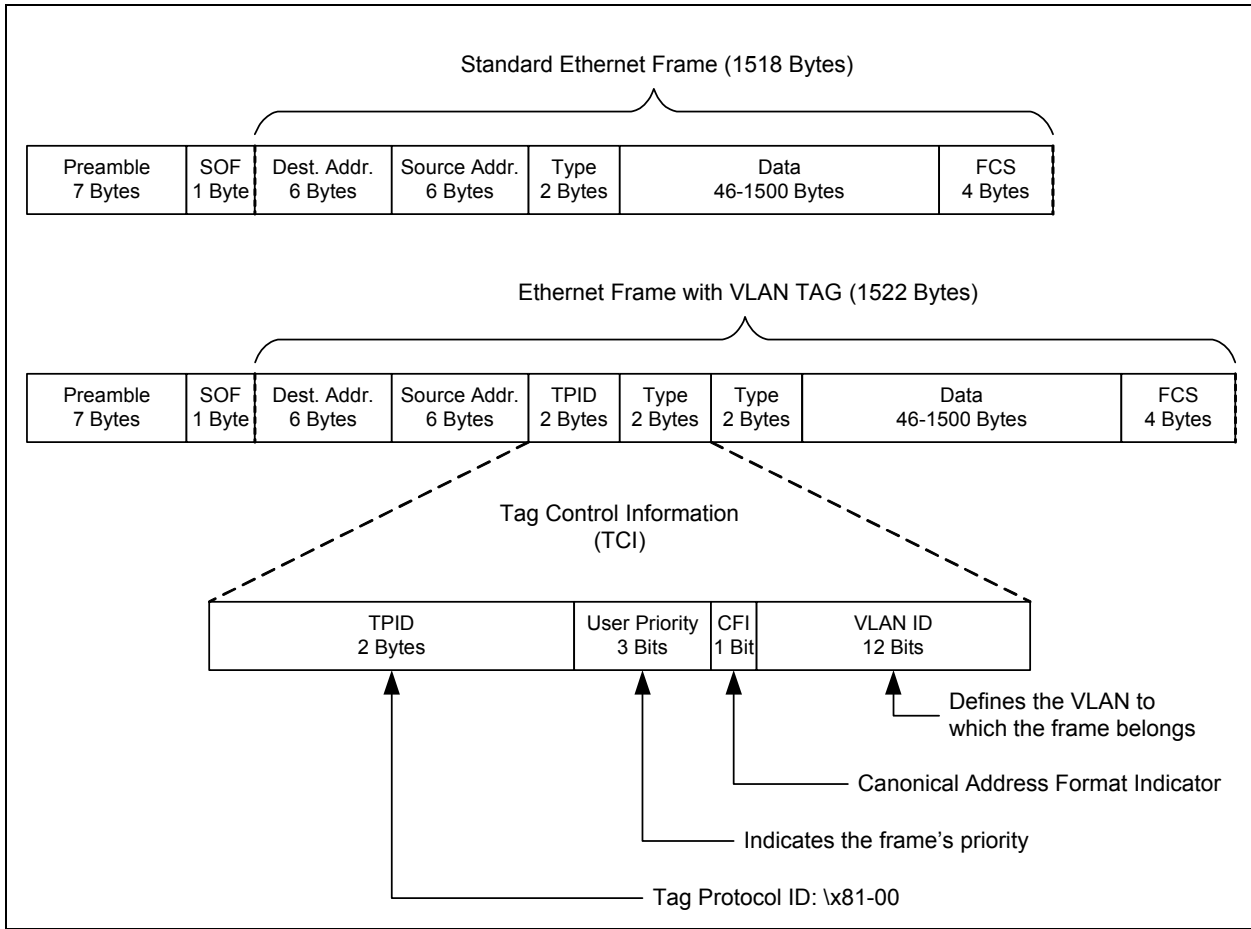 Standard Ethernet Frame (1518 Bytes)
Preamble
7 Bytes
SOF
1 Byte
Dest. Addr.
6 Bytes
Source Addr.
6 Bytes
Type
2 Bytes
Data
46-1500 Bytes
FCS
4 Bytes
Ethernet Frame with VLAN TAG (1522 Bytes)
Preamble
7 Bytes
SOF
1 Byte
Dest. Addr.
6 Bytes
Source Addr.
6 Bytes
TPID
2 Bytes
Type
2 Bytes
Type
2 Bytes
Data
46-1500 Bytes
FCS
4 Bytes
Tag Control Information
(TCI)
TPID
2 Bytes
User Priority
3 Bits
CFI
1 Bit
VLAN ID
12 Bits
Defines the VLAN to
which the frame belongs
Canonical Address Format Indicator
Indicates the frame's priority
Tag Protocol ID: \x81-00